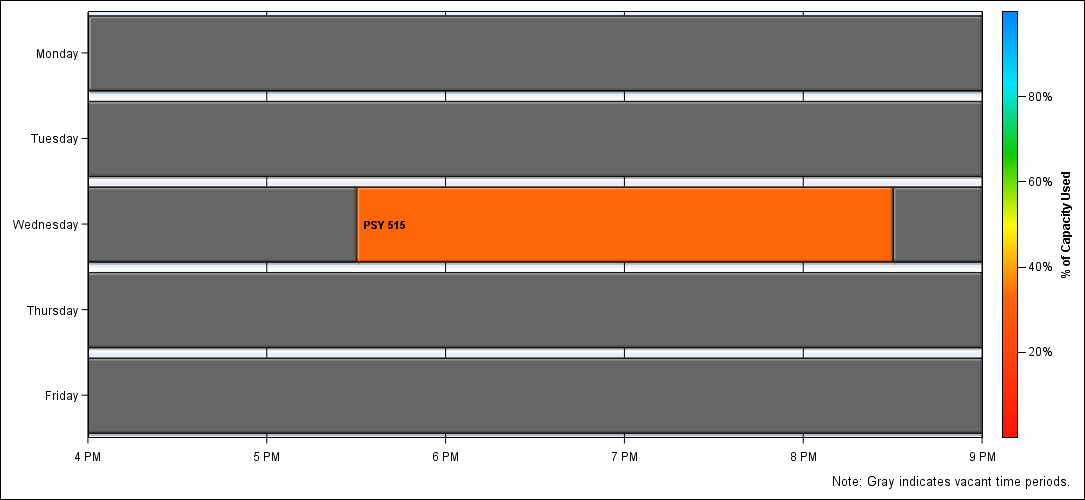 Monday
Tuesday
Wednesday
Thursday
Friday
PSY 515
4 PM 5 PM 6 PM 7 PM 8 PM 9 PM
80%
60%
40%
20%
% of Capacity Used
Note: Gray indicates vacant time periods.